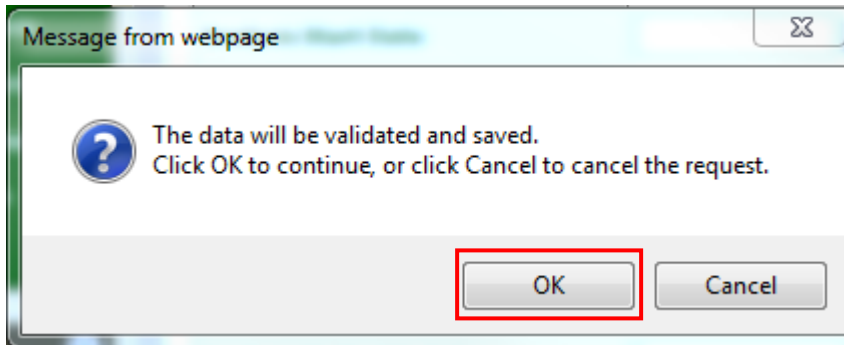 Message from webpage
The data will be validated and saved.
Click OK to continue, or click Cancel to cancel the request.
OK
Cancel